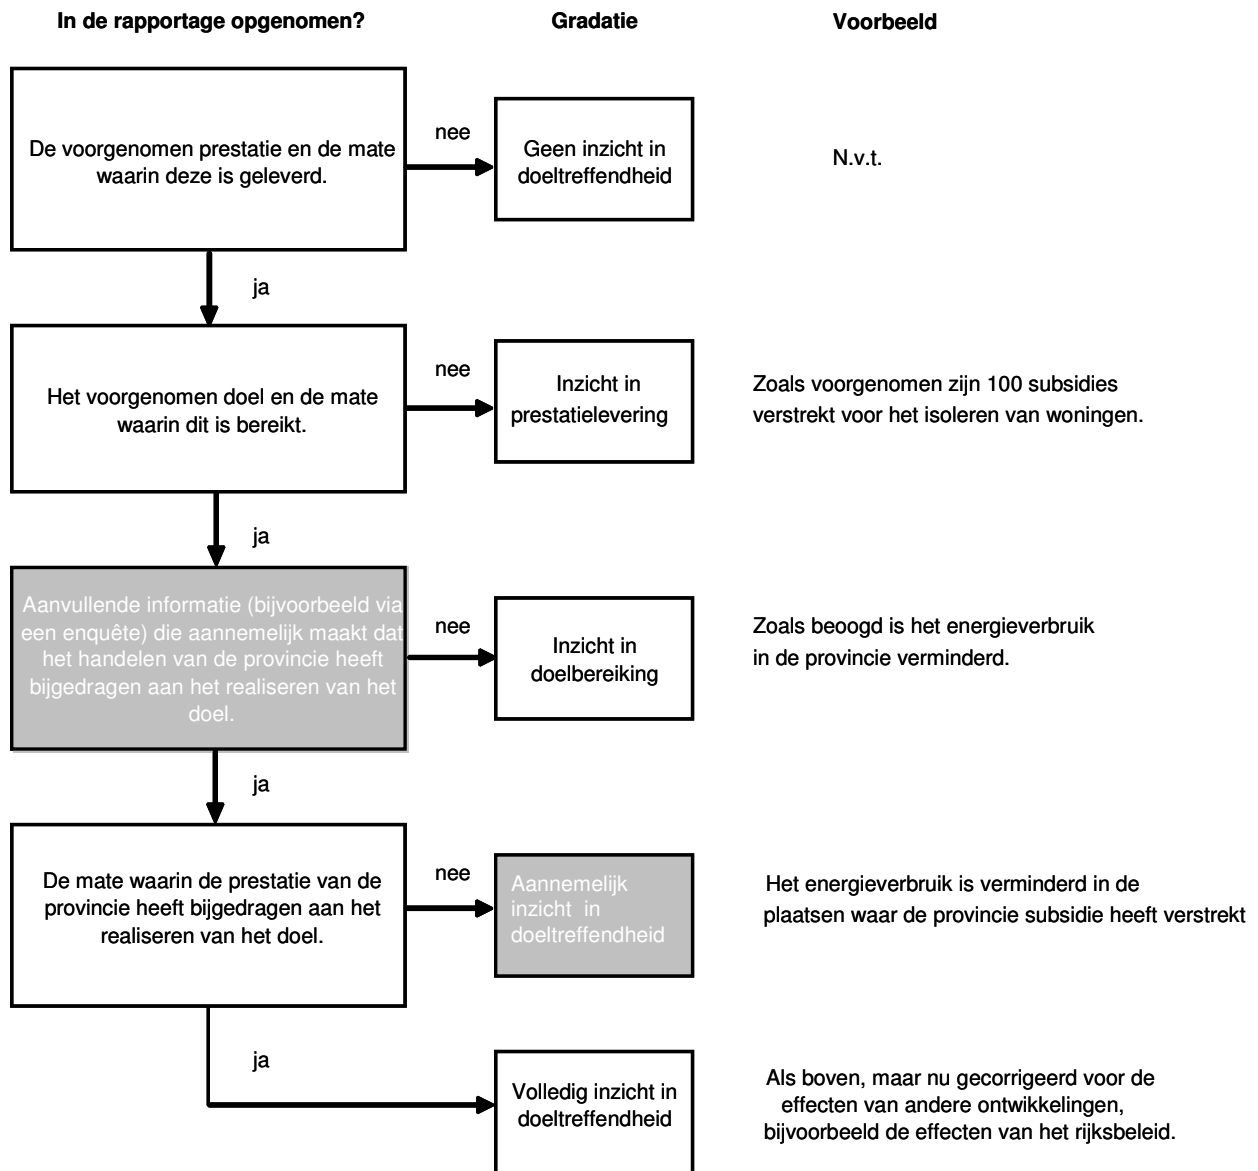 In de rapportage opgenomen?
Gradatie
Voorbeeld
De voorgenomen prestatie en de mate
waarin deze is geleverd.
nee
Geen inzicht in
doeltreffendheid
N.v.t.
ja
Het voorgenomen doel en de mate
waarin dit is bereikt.
nee
Inzicht in
prestatielevering
Zoals voorgenomen zijn 100 subsidies
verstrekt voor het isoleren van woningen.
ja
Aanvullende informatie (bijvoorbeeld via
een enquête) die aannemelijk maakt dat
het handelen van de provincie heeft
bijgedragen aan het realiseren van het
doel.
nee
Inzicht in
doelbereiking
Zoals beoogd is het energieverbruik
in de provincie verminderd.
ja
De mate waarin de prestatie van de
provincie heeft bijgedragen aan het
realiseren van het doel.
nee
Aannemelijk
inzicht in
doeltreffendheid
Het energieverbruik is verminderd in de
plaatsen waar de provincie subsidie heeft verstrekt
ja
Volledig inzicht in
doeltreffendheid
Als boven, maar nu gecorrigeerd voor de
effecten van andere ontwikkelingen,
bijvoorbeeld de effecten van het rijksbeleid.